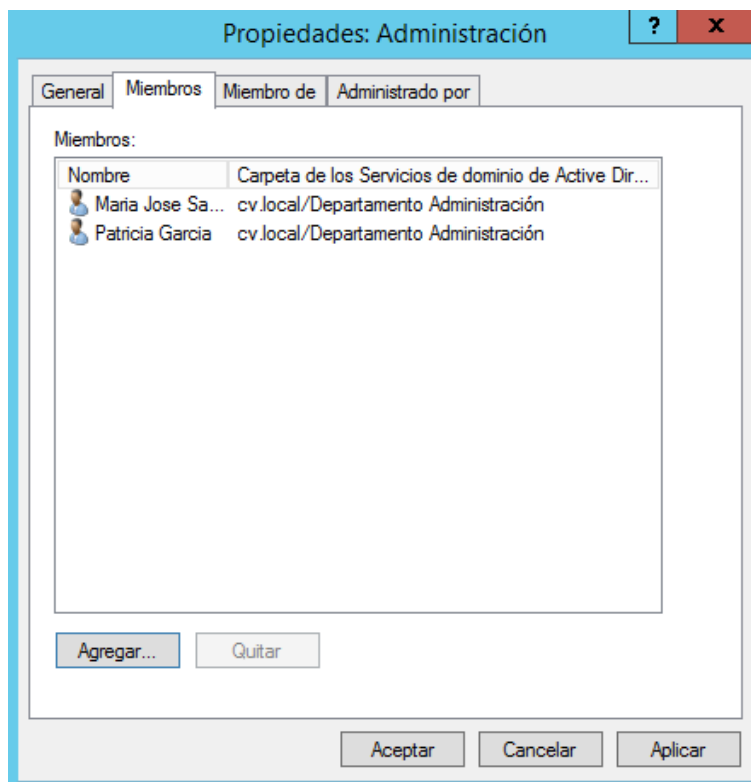 Propiedades: Administración
? x
General Miembros Miembro de Administrado por
Miembros:
Nombre Carpeta de los Servicios de dominio de Active Dir...
Maria Jose Sa... cv.local/Departamento Administración
Patricia Garcia cv.local/Departamento Administración
Agregar... Quitar
Aceptar Cancelar Aplicar